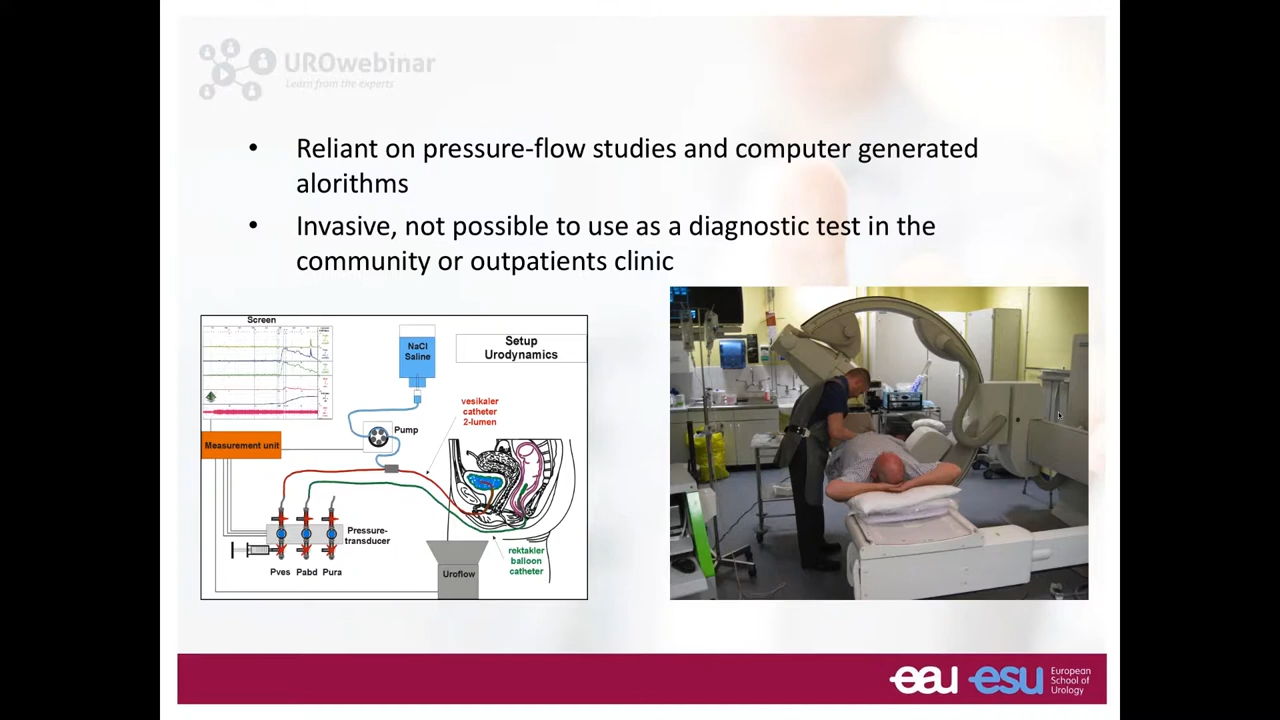 UROwebinar
Learn from the experts
• Reliant on pressure-flow studies and computer generated
alorithms
• Invasive, not possible to use as a diagnostic test in the
community or outpatients clinic
Screen
NaCl
Saline
Setup
Urodynamics
vesikaler
catheter
2-lumen
Pump
Measurement unit
Pressure-
transducer
Pves Pabd Pura
rektakler
balloon
catheter
Uroflow
eau esu European
School of
Urology